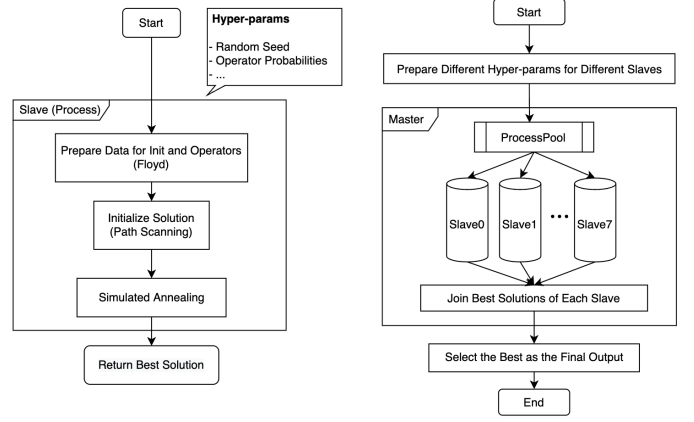 Start
Hyper-params
- Random Seed
- Operator Probabilities
- ...
Slave (Process)
Prepare Data for Init and Operators
(Floyd)
Initialize Solution
(Path Scanning)
Simulated Annealing
Return Best Solution
Start
Prepare Different Hyper-params for Different Slaves
Master
ProcessPool
Slave0
Slave1
...
Slave7
Join Best Solutions of Each Slave
Select the Best as the Final Output
End